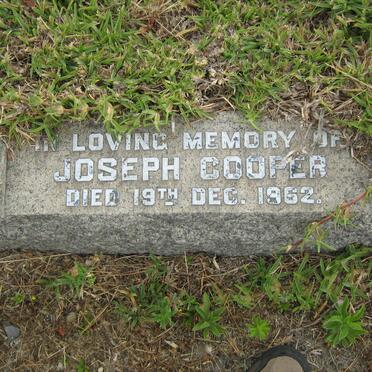 IN LOVING MEMORY OF
JOSEPH COOPER
DIED 19TH DEC. 1962.